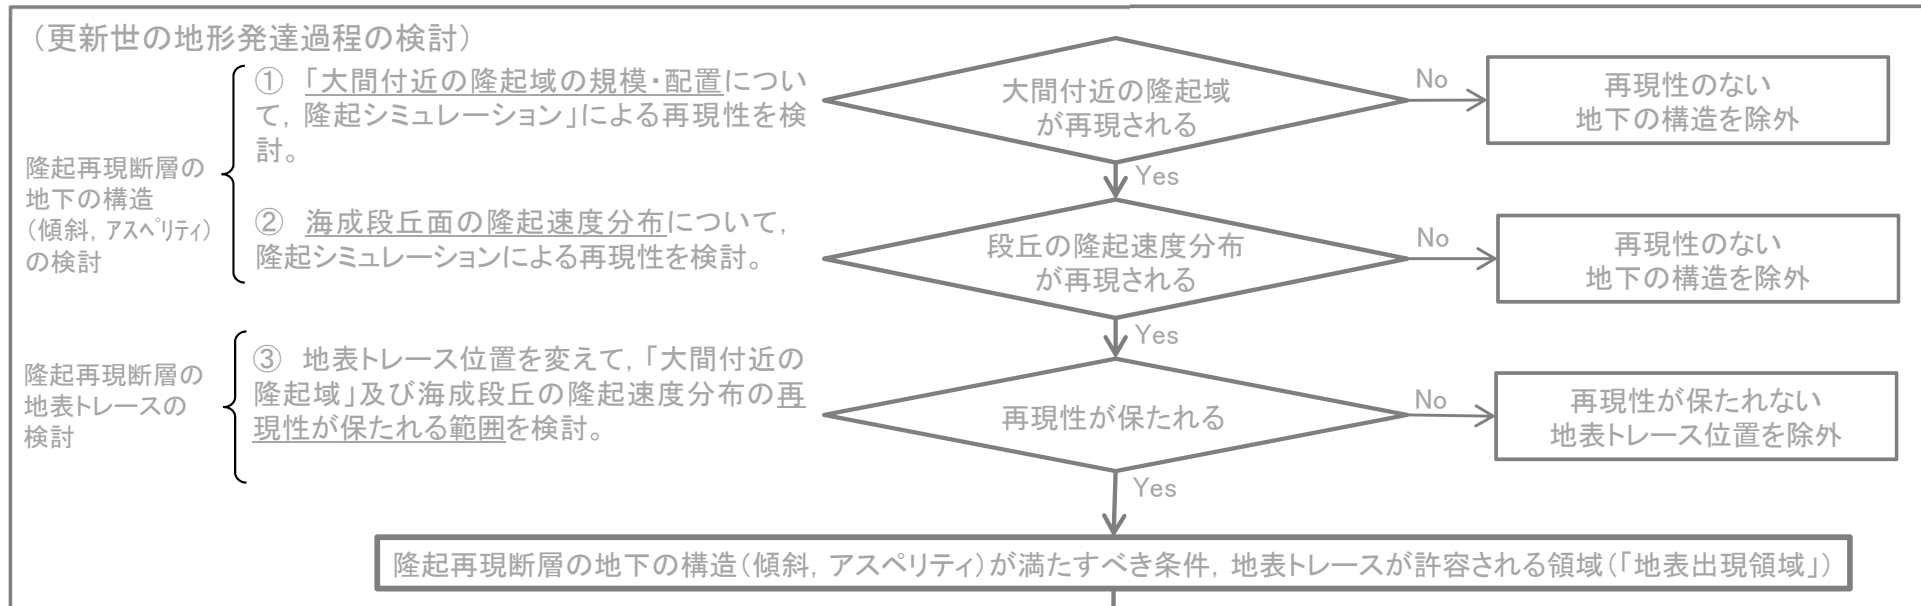 （更新世の地形発達過程の検討）
隆起再現断層の
地下の構造
（傾斜，アスペリティ）
の検討
① 「大間付近の隆起域の規模・配置につい
て，隆起シミュレーション」による再現性を検
討。
② 海成段丘面の隆起速度分布について，
隆起シミュレーションによる再現性を検討。
大間付近の隆起域
が再現される
No
再現性のない
地下の構造を除外
Yes
段丘の隆起速度分布
が再現される
No
再現性のない
地下の構造を除外
Yes
隆起再現断層の
地表トレースの
検討
③ 地表トレース位置を変えて，「大間付近の
隆起域」及び海成段丘の隆起速度分布の再
現性が保たれる範囲を検討。
再現性が保たれる
No
再現性が保たれない
地表トレース位置を除外
Yes
隆起再現断層の地下の構造（傾斜，アスペリティ）が満たすべき条件，地表トレースが許容される領域（「地表出現領域」）